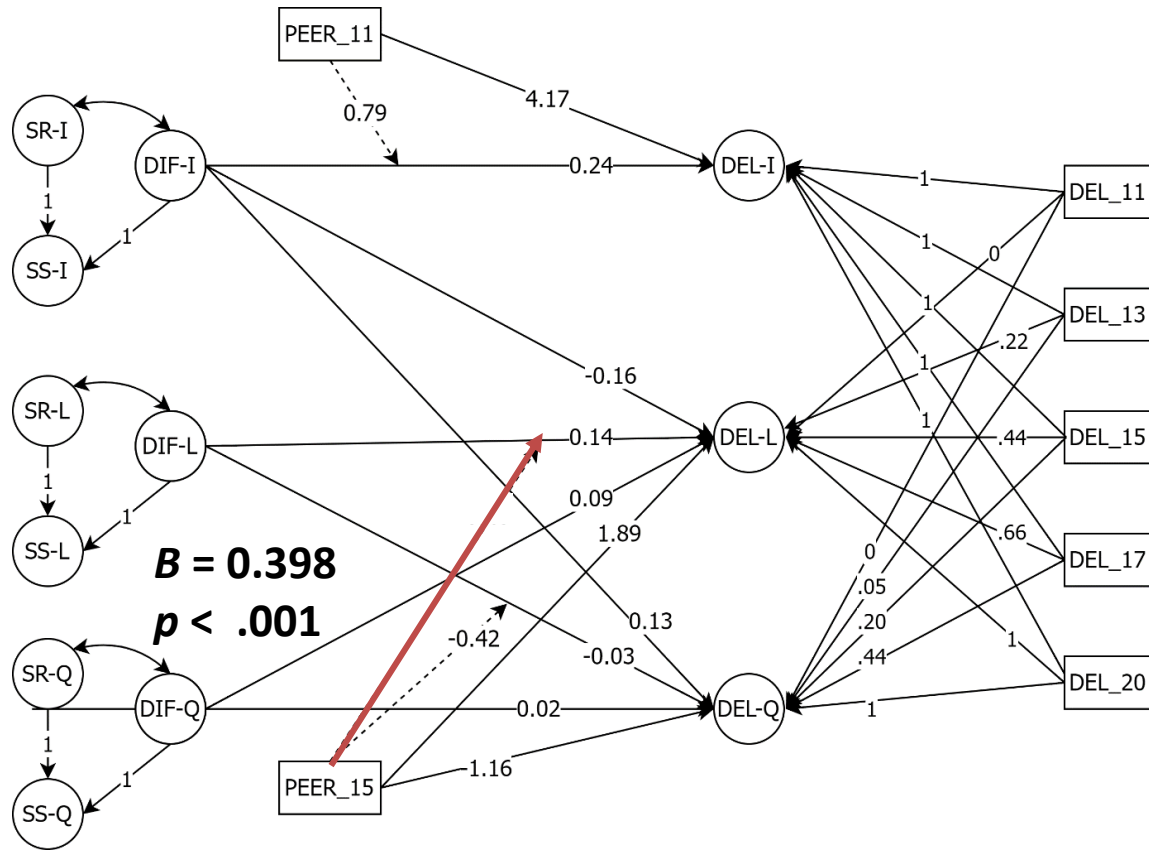 PEER_11
4.17
0.79
SR-I
DIF-I
0.24
DEL-I
1
DEL_11
1
1
SS-I
0
1
DEL_13
1
.22
1
-0.16
SR-L
DIF-L
0.14
DEL-L
1
.44
DEL_15
1
1
0.09
1.89
.66
SS-L
B = 0.398
p < .001
0
DEL_17
.05
0.13
.20
-0.42
-0.03
.44
1
SR-Q
DIF-Q
0.02
DEL-Q
1
DEL_20
1
1
-1.16
PEER_15
SS-Q